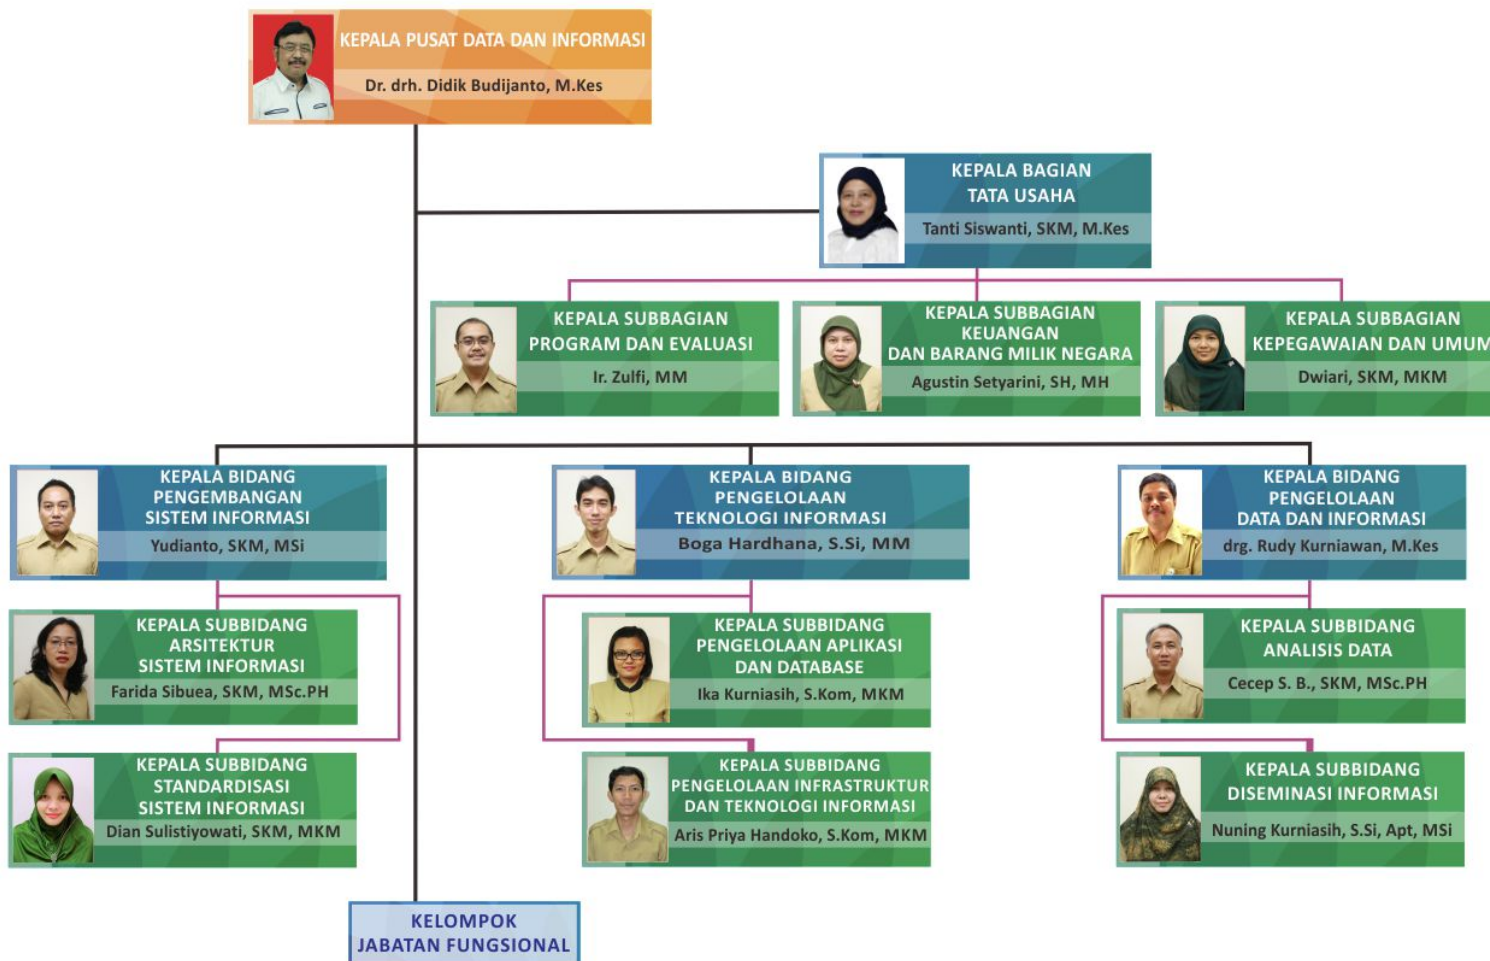 KEPALA PUSAT DATA DAN INFORMASI
Dr. drh. Didik Budijanto, M.Kes
KEPALA BAGIAN
TATA USAHA
Tanti Siswanti, SKM, M.Kes
KEPALA SUBBAGIAN
PROGRAM DAN EVALUASI
Ir. Zulfi, MM
KEPALA SUBBAGIAN
KEUANGAN
DAN BARANG MILIK NEGARA
Agustin Setyarini, SH, MH
KEPALA SUBBAGIAN
KEPEGAWAIAN DAN UMUM
Dwiari, SKM, MKM
KEPALA BIDANG
PENGEMBANGAN
SISTEM INFORMASI
Yudianto, SKM, MSi
KEPALA BIDANG
PENGELOLAAN
TEKNOLOGI INFORMASI
Boga Hardhana, S.Si, MM
KEPALA BIDANG
PENGELOLAAN
DATA DAN INFORMASI
drg. Rudy Kurniawan, M.Kes
KEPALA SUBBIDANG
ARSITEKTUR
SISTEM INFORMASI
Farida Sibuea, SKM, MSc.PH
KEPALA SUBBIDANG
PENGELOLAAN APLIKASI
DAN DATABASE
Ika Kurniasih, S.Kom, MKM
KEPALA SUBBIDANG
ANALISIS DATA
Cecep S. B., SKM, MSc.PH
KEPALA SUBBIDANG
STANDARDISASI
SISTEM INFORMASI
Dian Sulistiyowati, SKM, MKM
KEPALA SUBBIDANG
PENGELOLAAN INFRASTRUKTUR
DAN TEKNOLOGI INFORMASI
Aris Priya Handoko, S.Kom, MKM
KEPALA SUBBIDANG
DISEMINASI INFORMASI
Nuning Kurniasih, S.Si, Apt, MSi
KELOMPOK
JABATAN FUNGSIONAL